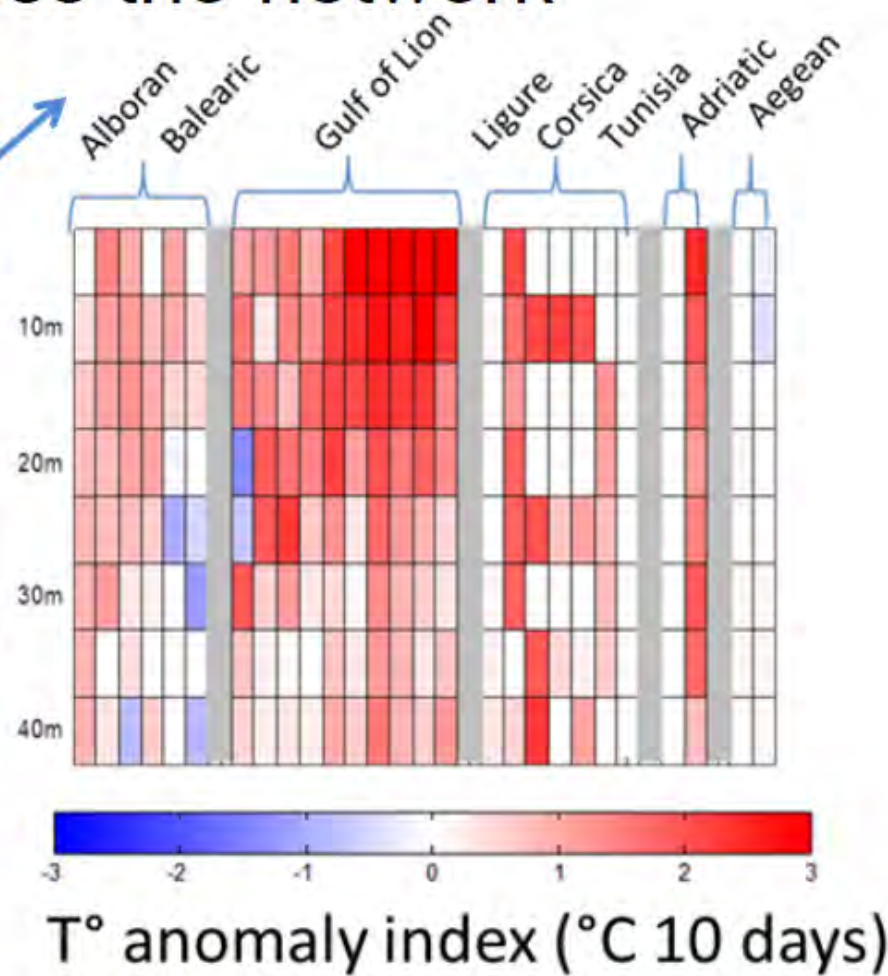 Alboran
Balearic
Gulf of Lion
Ligure
Corsica
Tunisia
Adriatic
Aegean
10m
20m
30m
40m
-3 -2 -1 0 1 2 3
T° anomaly index (°C 10 days)